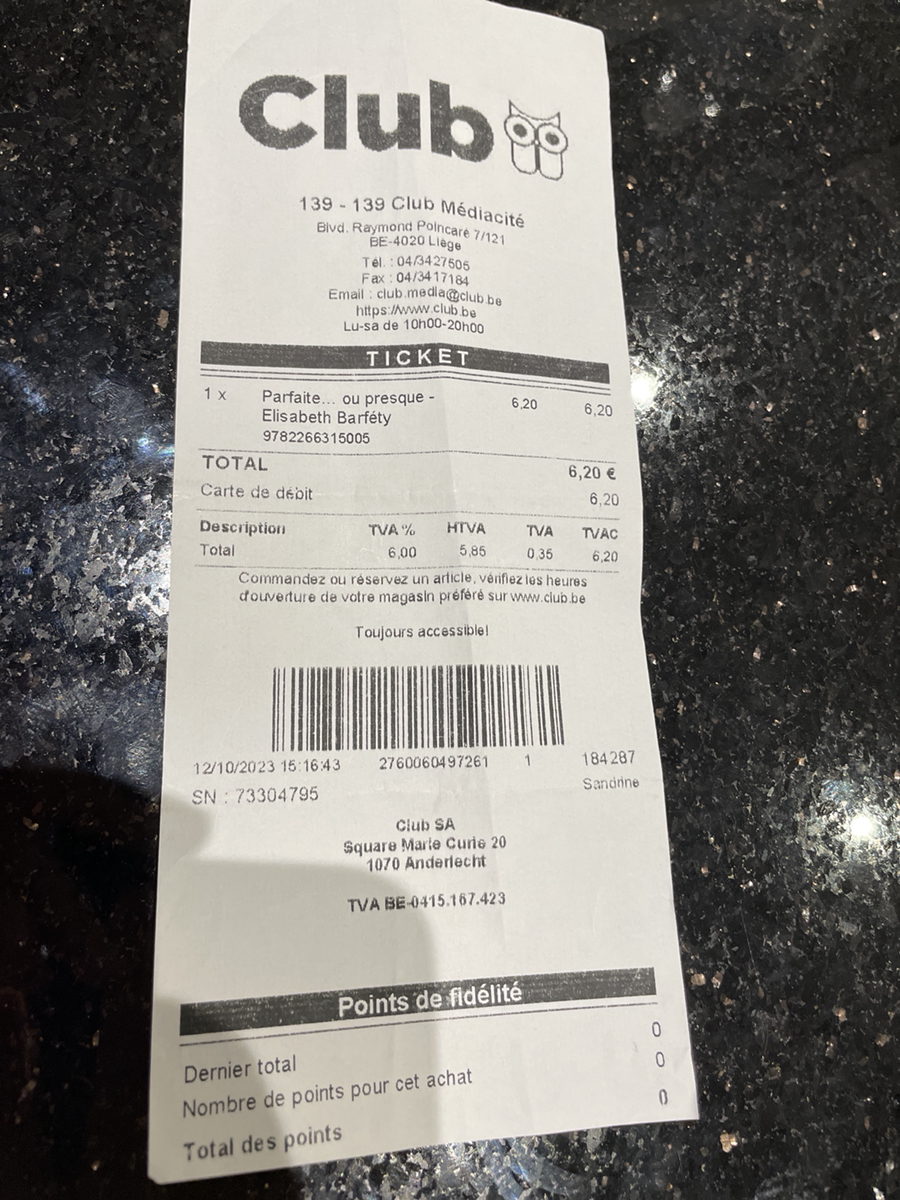 Club
139 - 139 Club Médiacité
Blvd. Raymond Poincaré 7/121
BE-4020 Liège
Tél. : 04/3427605
Fax : 04/3417184
Email : club.media@club.be
https://www.club.be
Lu-sa de 10h00-20h00
TICKET
1 x Parfaite... ou presque - 6,20 6,20
Elisabeth Barféty
9782266315005
TOTAL 6,20 €
Carte de débit 6,20
Description TVA % HTVA TVA TVAC
Total 6,00 5,85 0,35 6,20
Commandez ou réservez un article, vérifiez les heures
d'ouverture de votre magasin préféré sur www.club.be
Toujours accessible!
12/10/2023 15:16:43 2760060497261 1 184287
SN : 73304795 Sandrine
Club SA
Square Marie Curie 20
1070 Anderlecht
TVA BE-0415.167.423
Points de fidélité
Dernier total 0
Nombre de points pour cet achat 0
Total des points 0